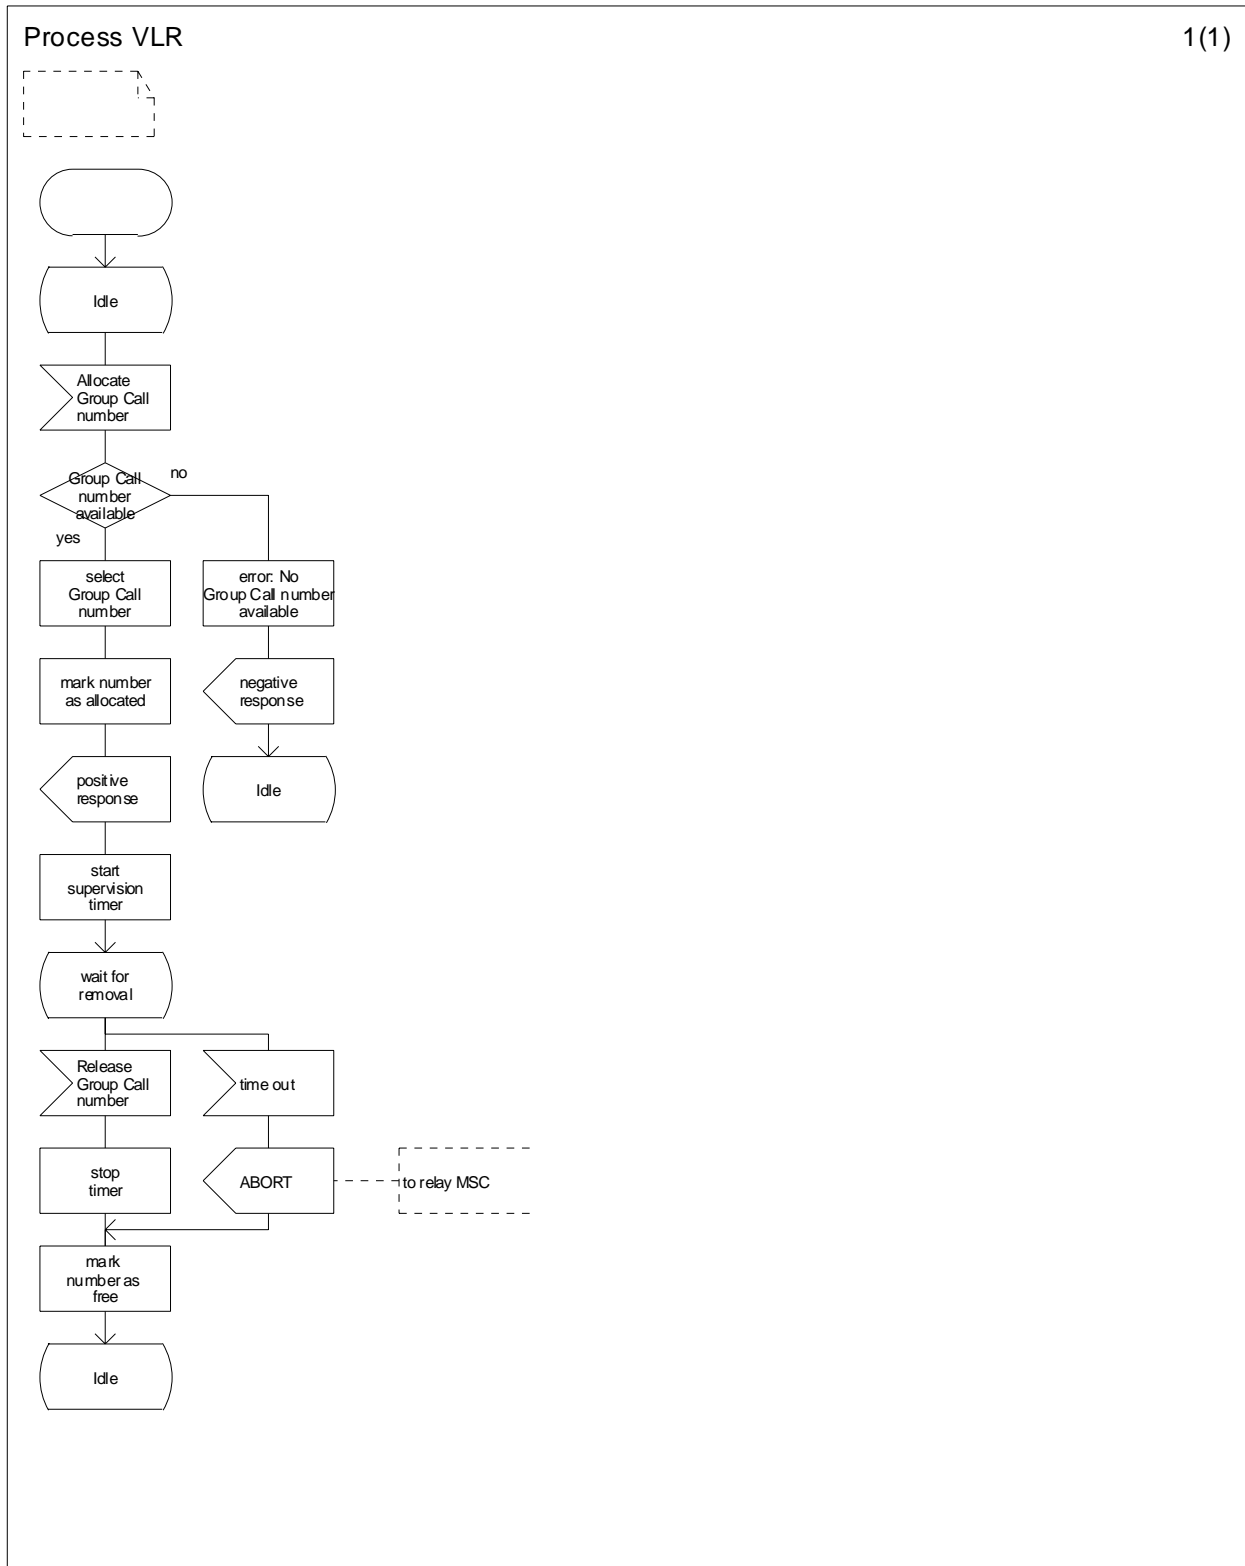 Process VLR
1(1)
Idle
Allocate
Group Call
number
Group Call
number
available
no
yes
select
Group Call
number
error: No
Group Call number
available
mark number
as allocated
negative
response
positive
response
Idle
start
supervision
timer
wait for
removal
Release
Group Call
number
time out
stop
timer
ABORT
to relay MSC
mark
number as
free
Idle